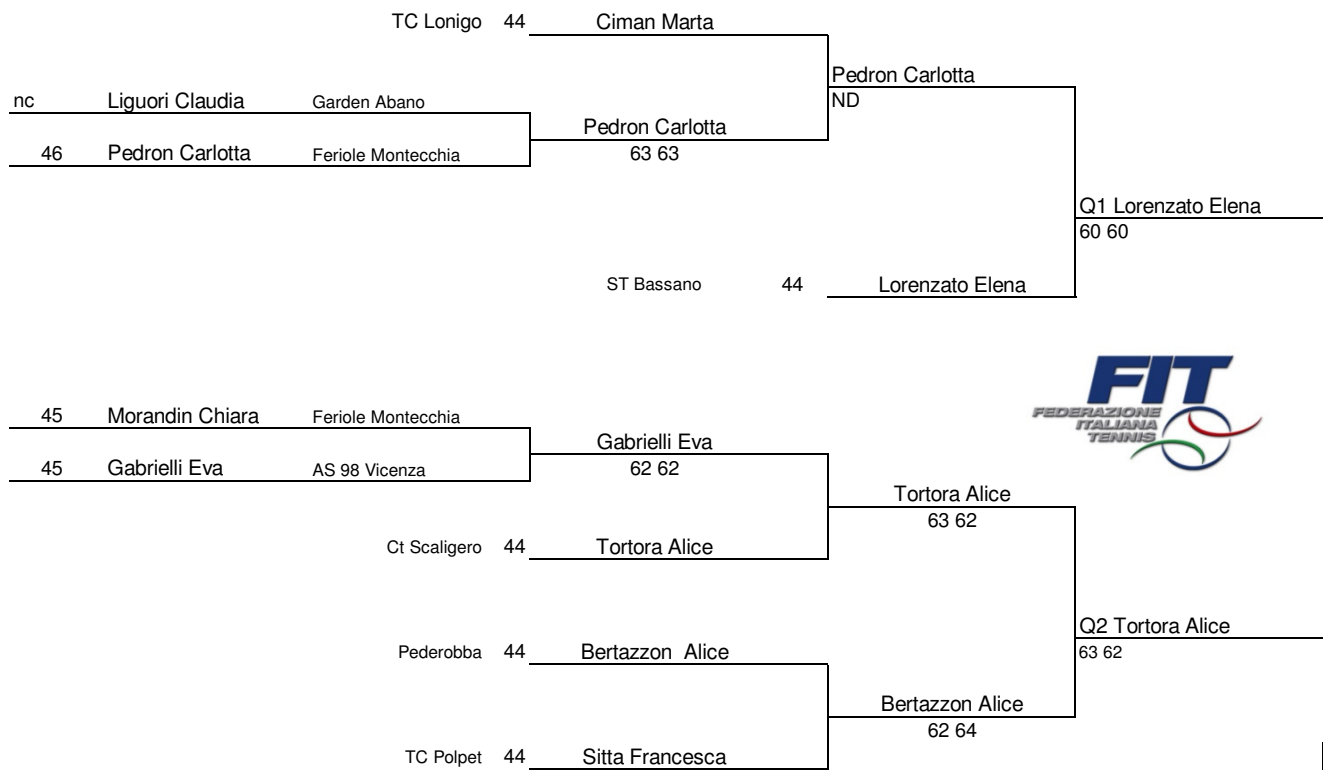 TC Lonigo 44 Ciman Marta
Pedron Carlotta
nc Liguori Claudia Garden Abano
ND
Pedron Carlotta
46 Pedron Carlotta Feriole Montecchia
63 63
Q1 Lorenzato Elena
60 60
ST Bassano 44 Lorenzato Elena
FIT
FEDERAZIONE
ITALIANA
TENNIS
45 Morandin Chiara Feriole Montecchia
Gabrielli Eva
45 Gabrielli Eva AS 98 Vicenza
62 62
Tortora Alice
63 62
Ct Scaligero 44 Tortora Alice
Q2 Tortora Alice
Pederobba 44 Bertazzon Alice
63 62
Bertazzon Alice
62 64
TC Polpet 44 Sitta Francesca